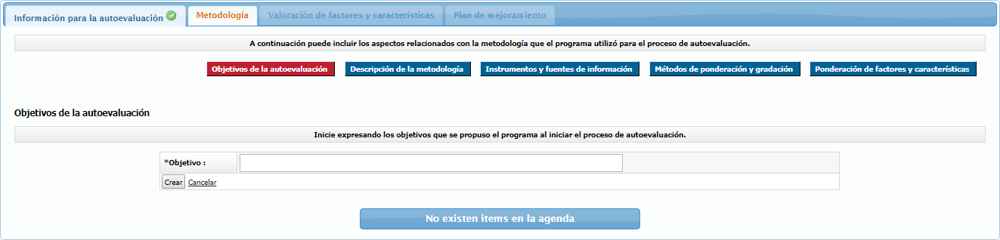 Información para la autoevaluación Metodología Valoración de factores y características Plan de mejoramiento
A continuación puede incluir los aspectos relacionados con la metodología que el programa utilizó para el proceso de autoevaluación.
Objetivos de la autoevaluación Descripción de la metodología Instrumentos y fuentes de información Métodos de ponderación y gradación Ponderación de factores y características
Objetivos de la autoevaluación
Inicie expresando los objetivos que se propuso el programa al iniciar el proceso de autoevaluación.
*Objetivo :
Crear Cancelar
No existen items en la agenda